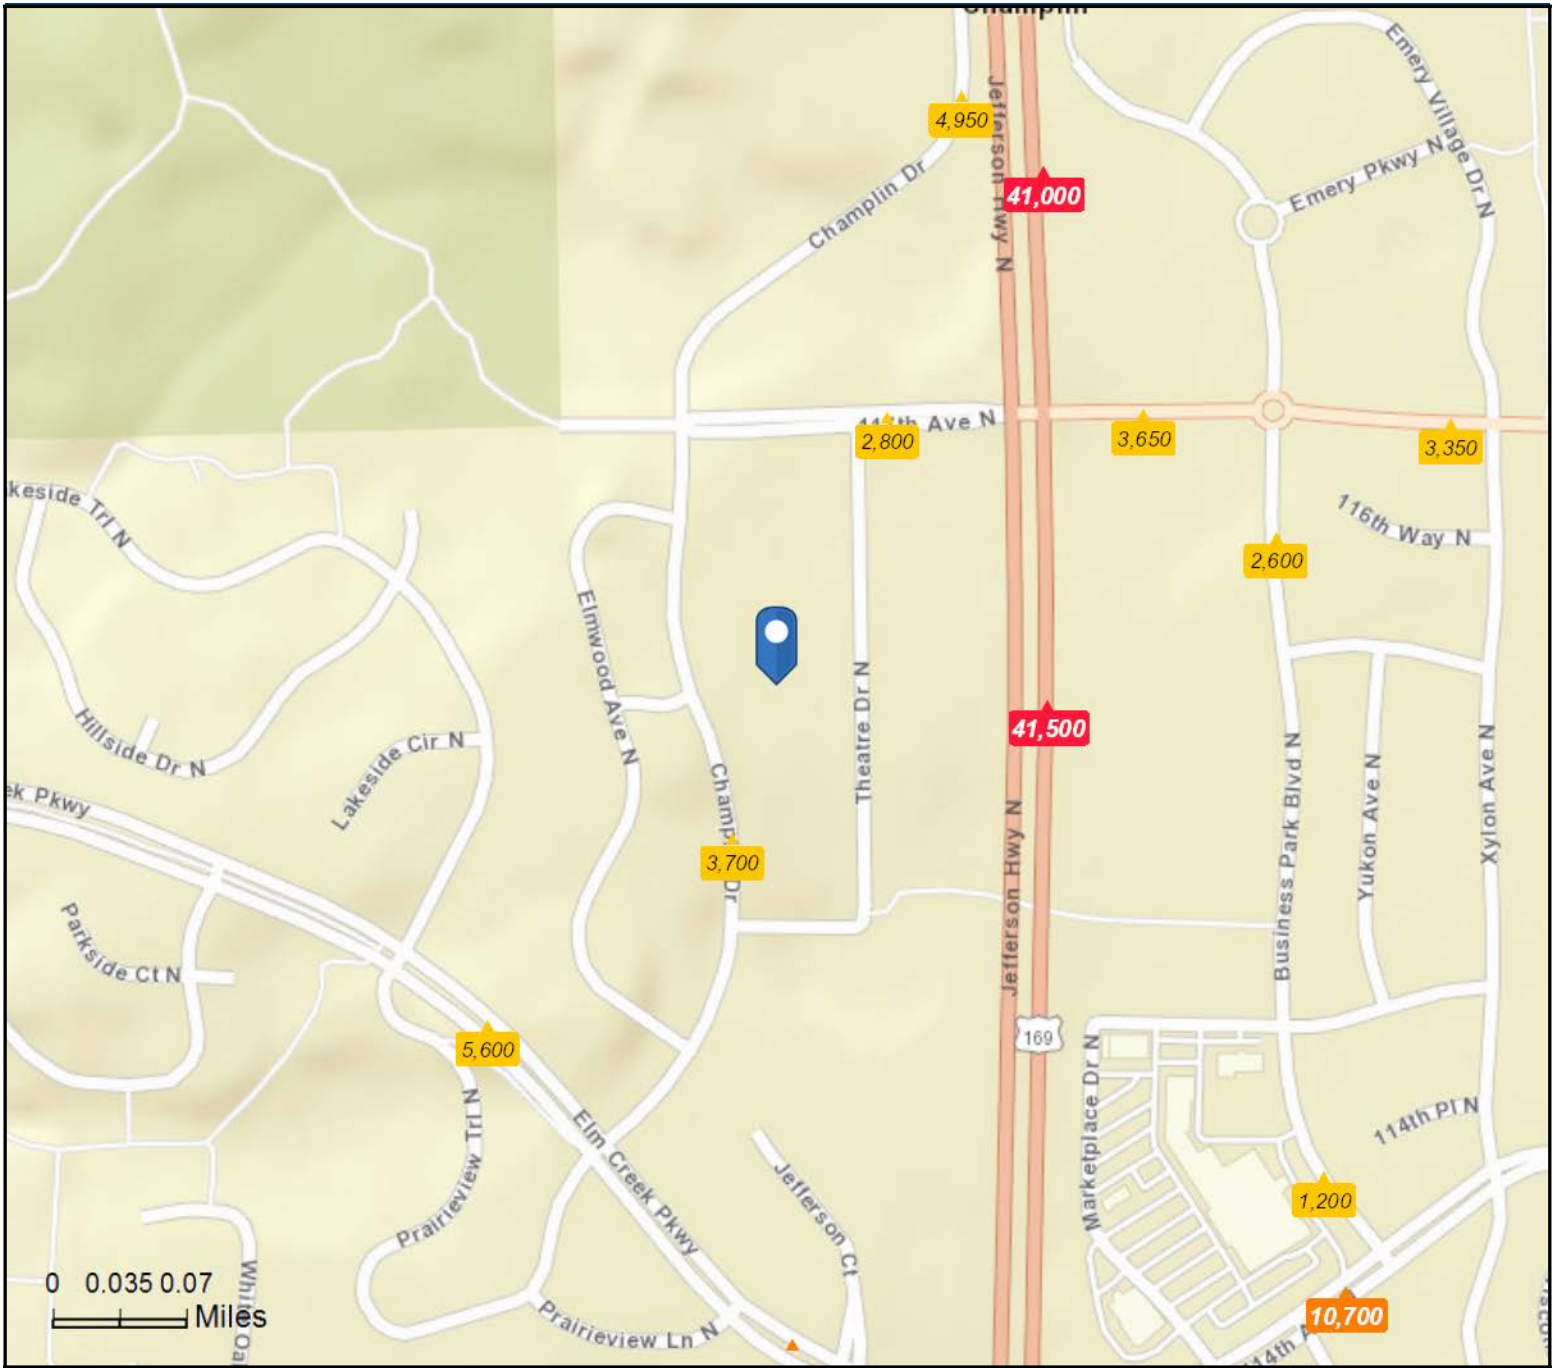 Champlin
Emery Village Dr N
Jefferson Hwy N
4,950
Emery Pkwy N
Champlin Dr
41,000
Ave N
2,800
3,650
3,350
keside Trl N
116th Way N
2,600
Elmwood Ave N
Theatre Dr N
Hillside Dr N
Lakeside Cir N
41,500
Business Park Blvd N
Yukon Ave N
Xylon Ave N
ek Pkwy
Champ Dr
3,700
Jefferson Hwy N
Parkside Ct N
5,600
169
Marketplace Dr N
Prairieview Trl N
Elm Creek Pkwy
Jefferson Ct
114th Pl N
1,200
0 0.035 0.07
Miles
Prairieview Ln N
10,700
114th A